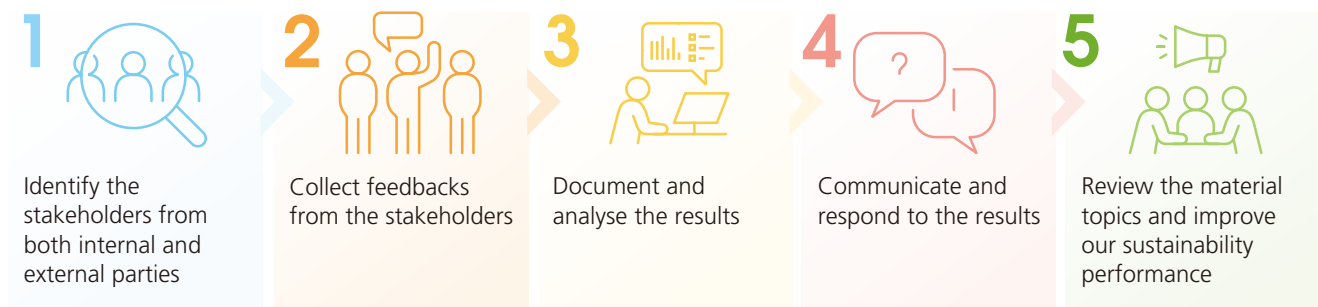 1
Identify the
stakeholders from
both internal and
external parties
2
Collect feedbacks
from the stakeholders
3
Document and
analyse the results
4
?
Communicate and
respond to the results
5
Review the material
topics and improve
our sustainability
performance